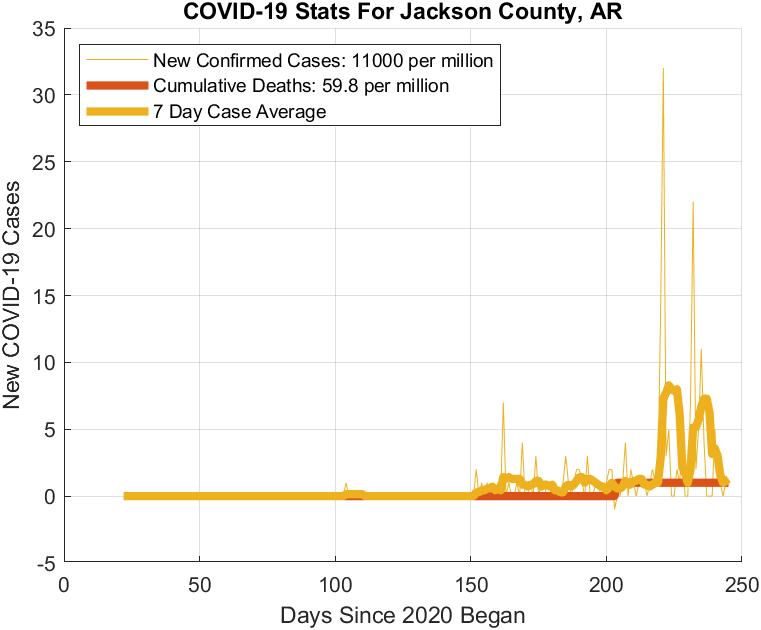 COVID-19 Stats For Jackson County, AR
35
30
25
20
15
10
5
0
-5
New COVID-19 Cases
New Confirmed Cases: 11000 per million
Cumulative Deaths: 59.8 per million
7 Day Case Average
0 50 100 150 200 250
Days Since 2020 Began